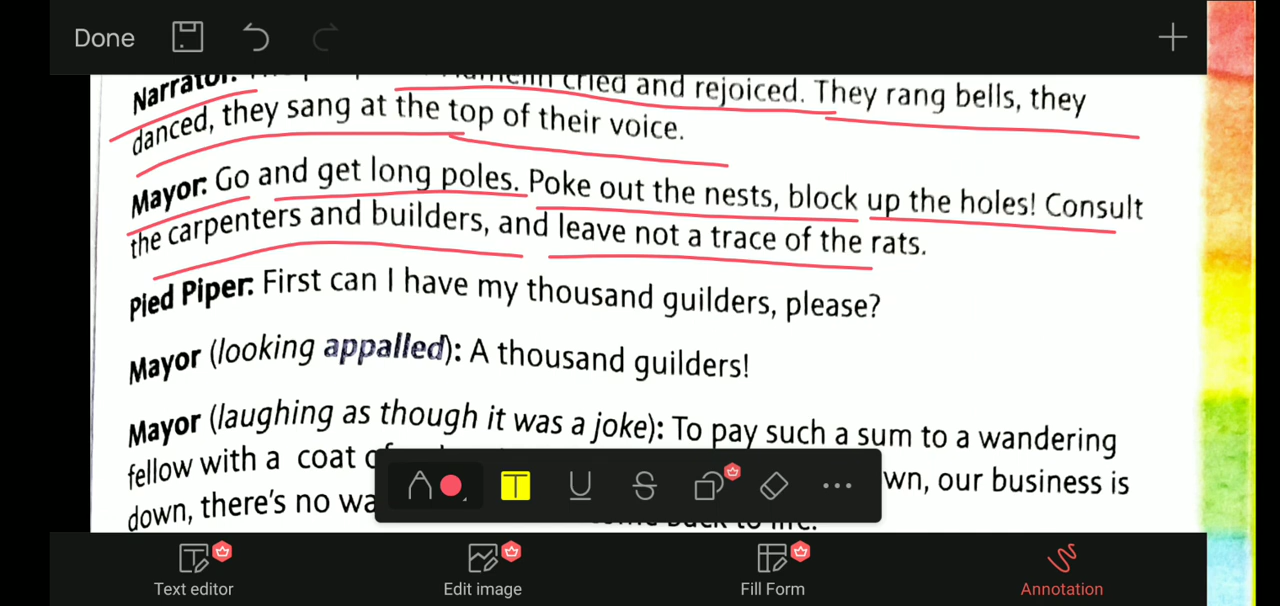 Done
Narrator: cried and rejoiced. They rang bells, they
danced, they sang at the top of their voice.
Mayor: Go and get long poles. Poke out the nests, block up the holes! Consult
the carpenters and builders, and leave not a trace of the rats.
Pied Piper: First can I have my thousand guilders, please?
Mayor (looking appalled): A thousand guilders!
Mayor (laughing as though it was a joke): To pay such a sum to a wandering
fellow with a coat of wn, our business is
down, there's no wa back to life.
Text editor Edit image Fill Form Annotation